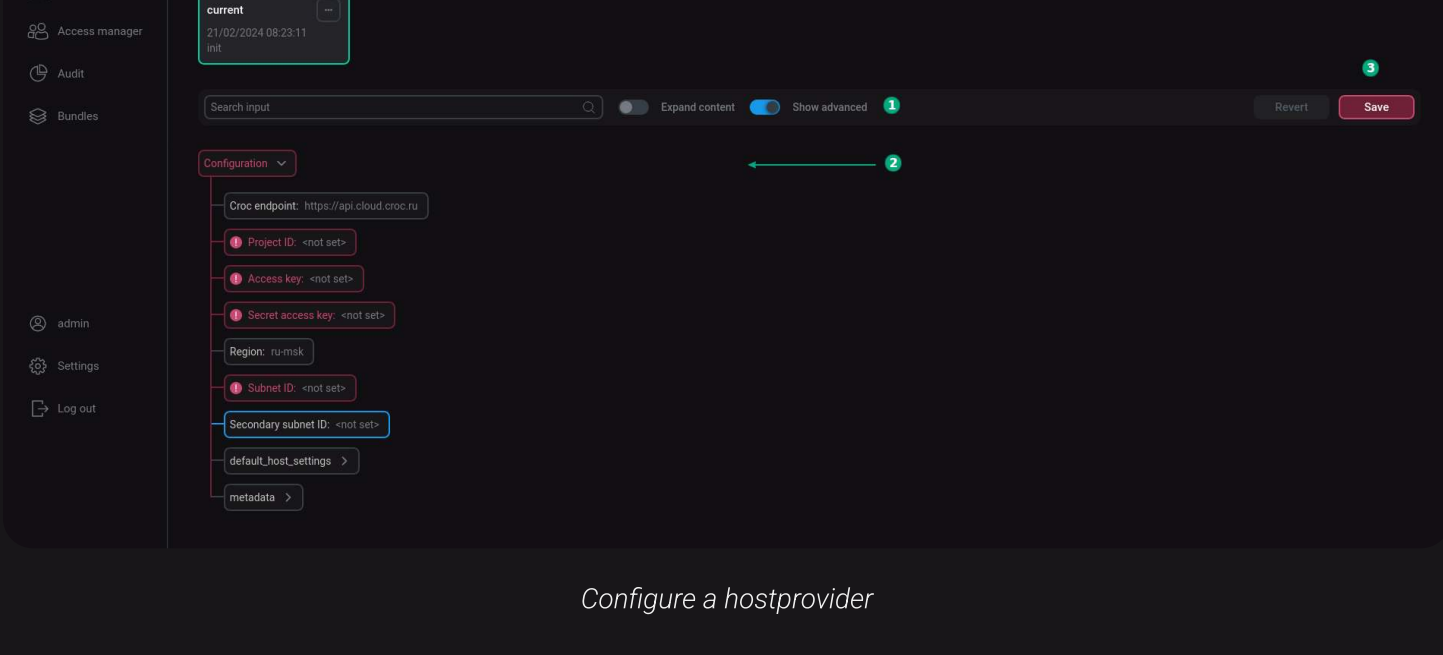 current
...
21/02/2024 08:23:11
init
Access manager
Audit
Bundles
admin
Settings
Log out
3
Search input
Expand content
Show advanced
1
Revert
Save
Configuration
2
Croc endpoint: https://api.cloud.croc.ru
! Project ID: <not set>
! Access key: <not set>
! Secret access key: <not set>
Region: ru-msk
! Subnet ID: <not set>
Secondary subnet ID: <not set>
default_host_settings
metadata
Configure a hostprovider